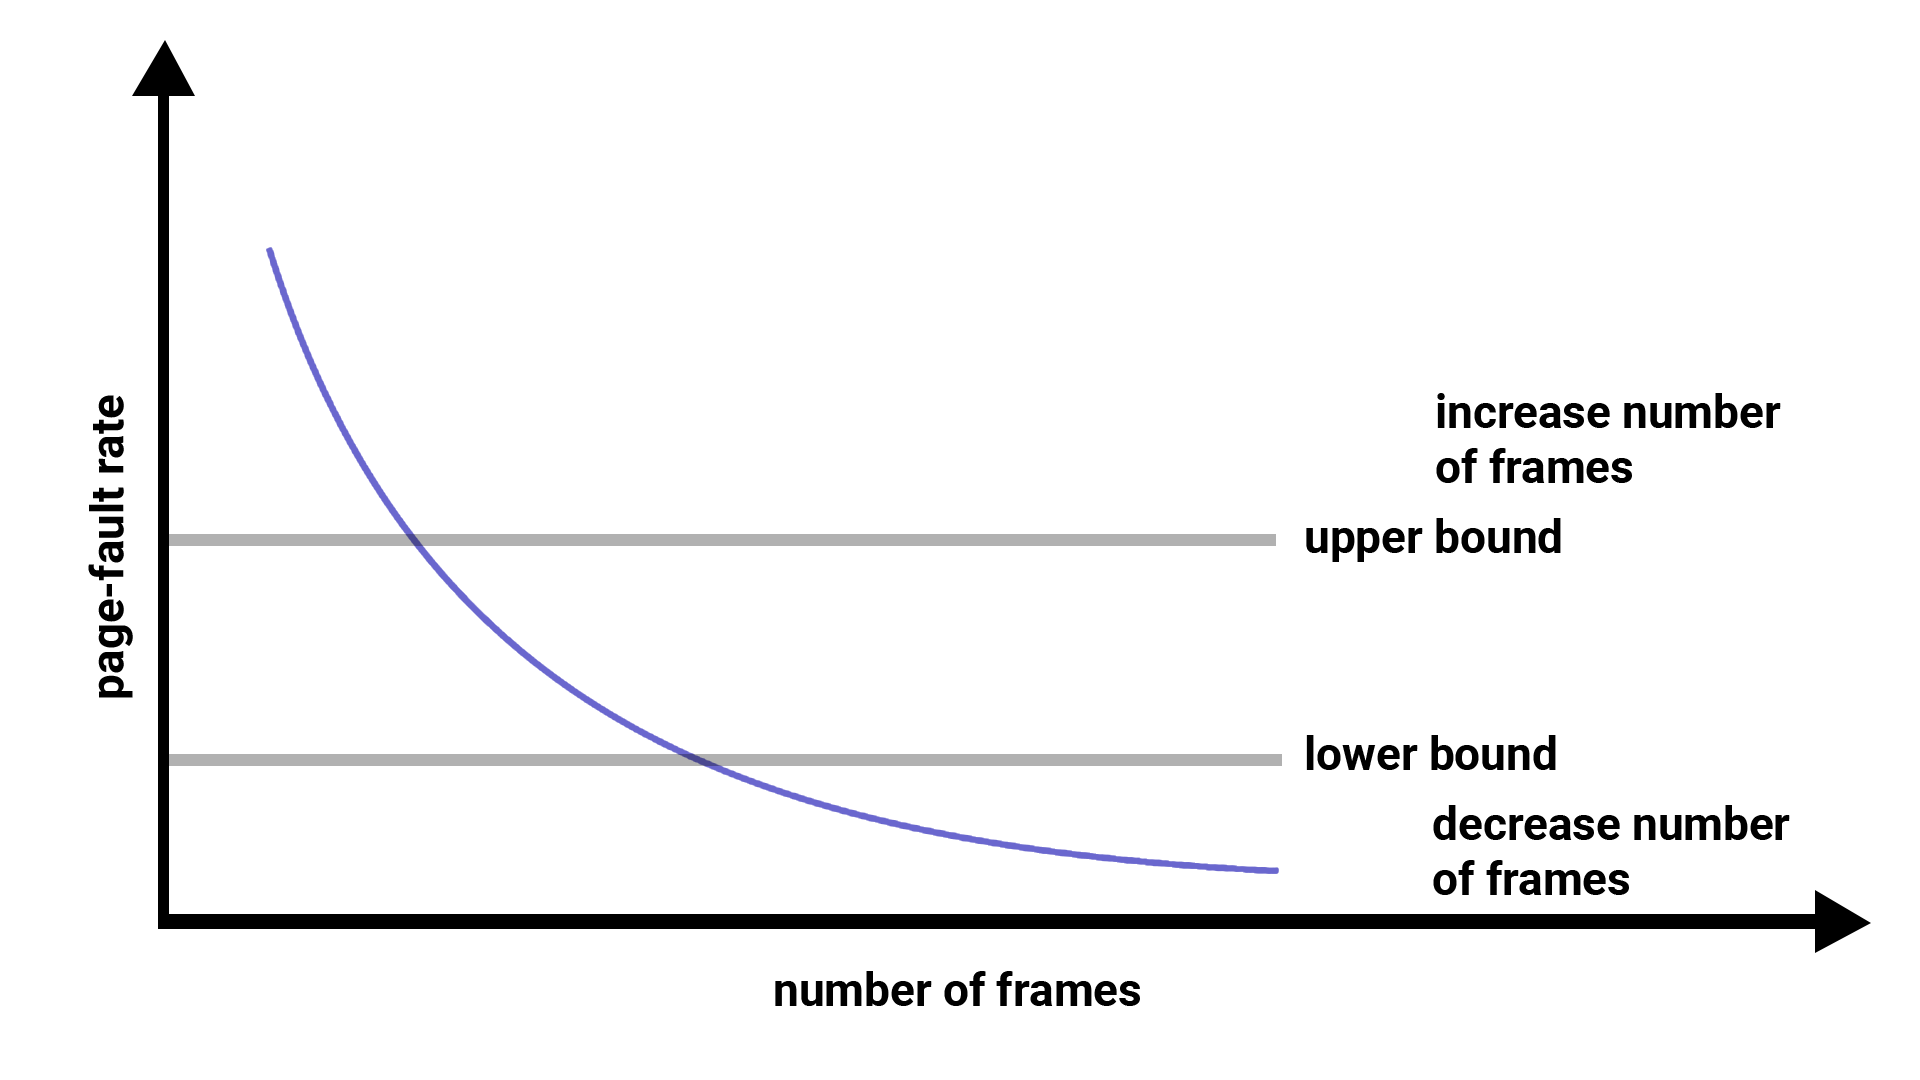 page-fault rate
increase number
of frames
upper bound
lower bound
decrease number
of frames
number of frames